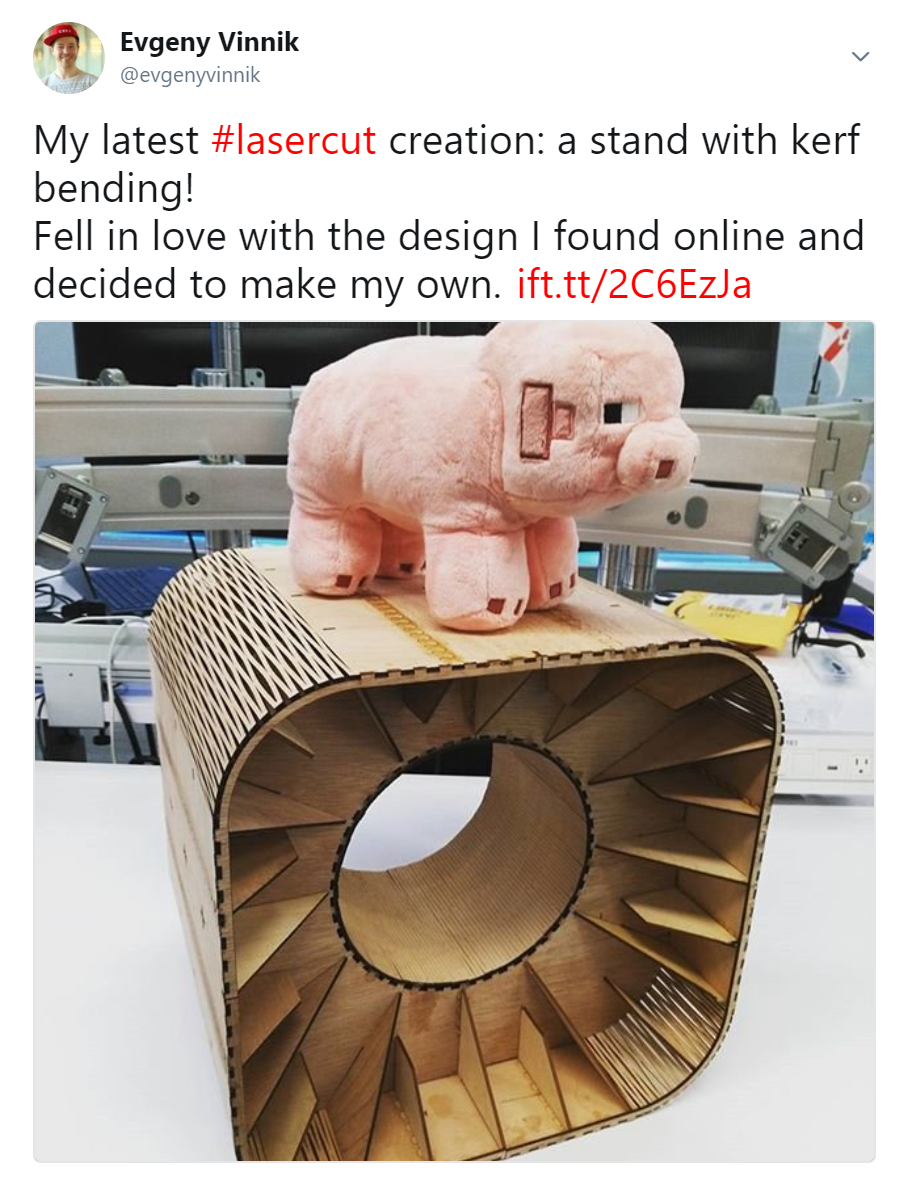 Evgeny Vinnik
@evgenyvinnik
My latest #lasercut creation: a stand with kerf
bending!
Fell in love with the design I found online and
decided to make my own. ift.tt/2C6EzJa